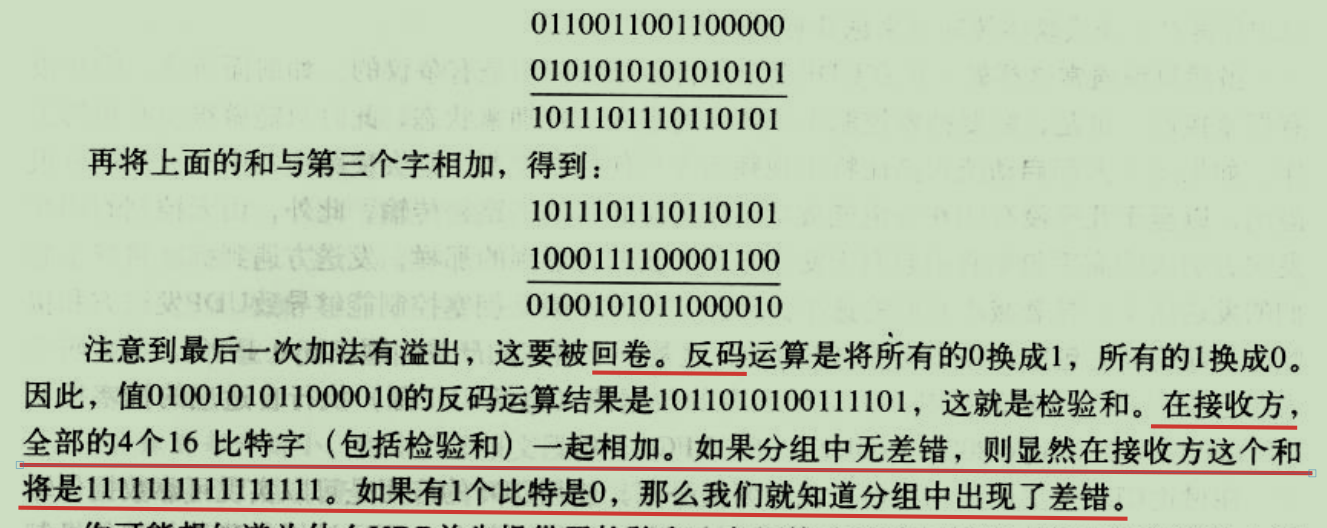 0110011001100000
0101010101010101
1011101110110101
再将上面的和与第三个字相加，得到：
1011101110110101
1000111100001100
0100101011000010
注意到最后一次加法有溢出，这要被回卷。反码运算是将所有的0换成1，所有的1换成0。
因此，值0100101011000010的反码运算结果是1011010100111101，这就是检验和。在接收方，
全部的4个16 比特字（包括检验和）一起相加。如果分组中无差错，则显然在接收方这个和
将是1111111111111111。如果有1个比特是0，那么我们就知道分组中出现了差错。